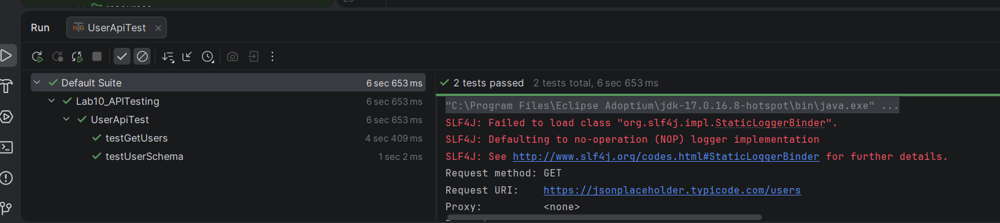 Run UserApiTest
Default Suite 6 sec 653 ms
Lab10_APITesting 6 sec 653 ms
UserApiTest 6 sec 653 ms
testGetUsers 4 sec 409 ms
testUserSchema 1 sec 2 ms
2 tests passed 2 tests total, 6 sec 653 ms
"C:\Program Files\Eclipse Adoptium\jdk-17.0.16.8-hotspot\bin\java.exe" ...
SLF4J: Failed to load class "org.slf4j.impl.StaticLoggerBinder".
SLF4J: Defaulting to no-operation (NOP) logger implementation
SLF4J: See http://www.slf4j.org/codes.html#StaticLoggerBinder for further details.
Request method: GET
Request URI: https://jsonplaceholder.typicode.com/users
Proxy: <none>